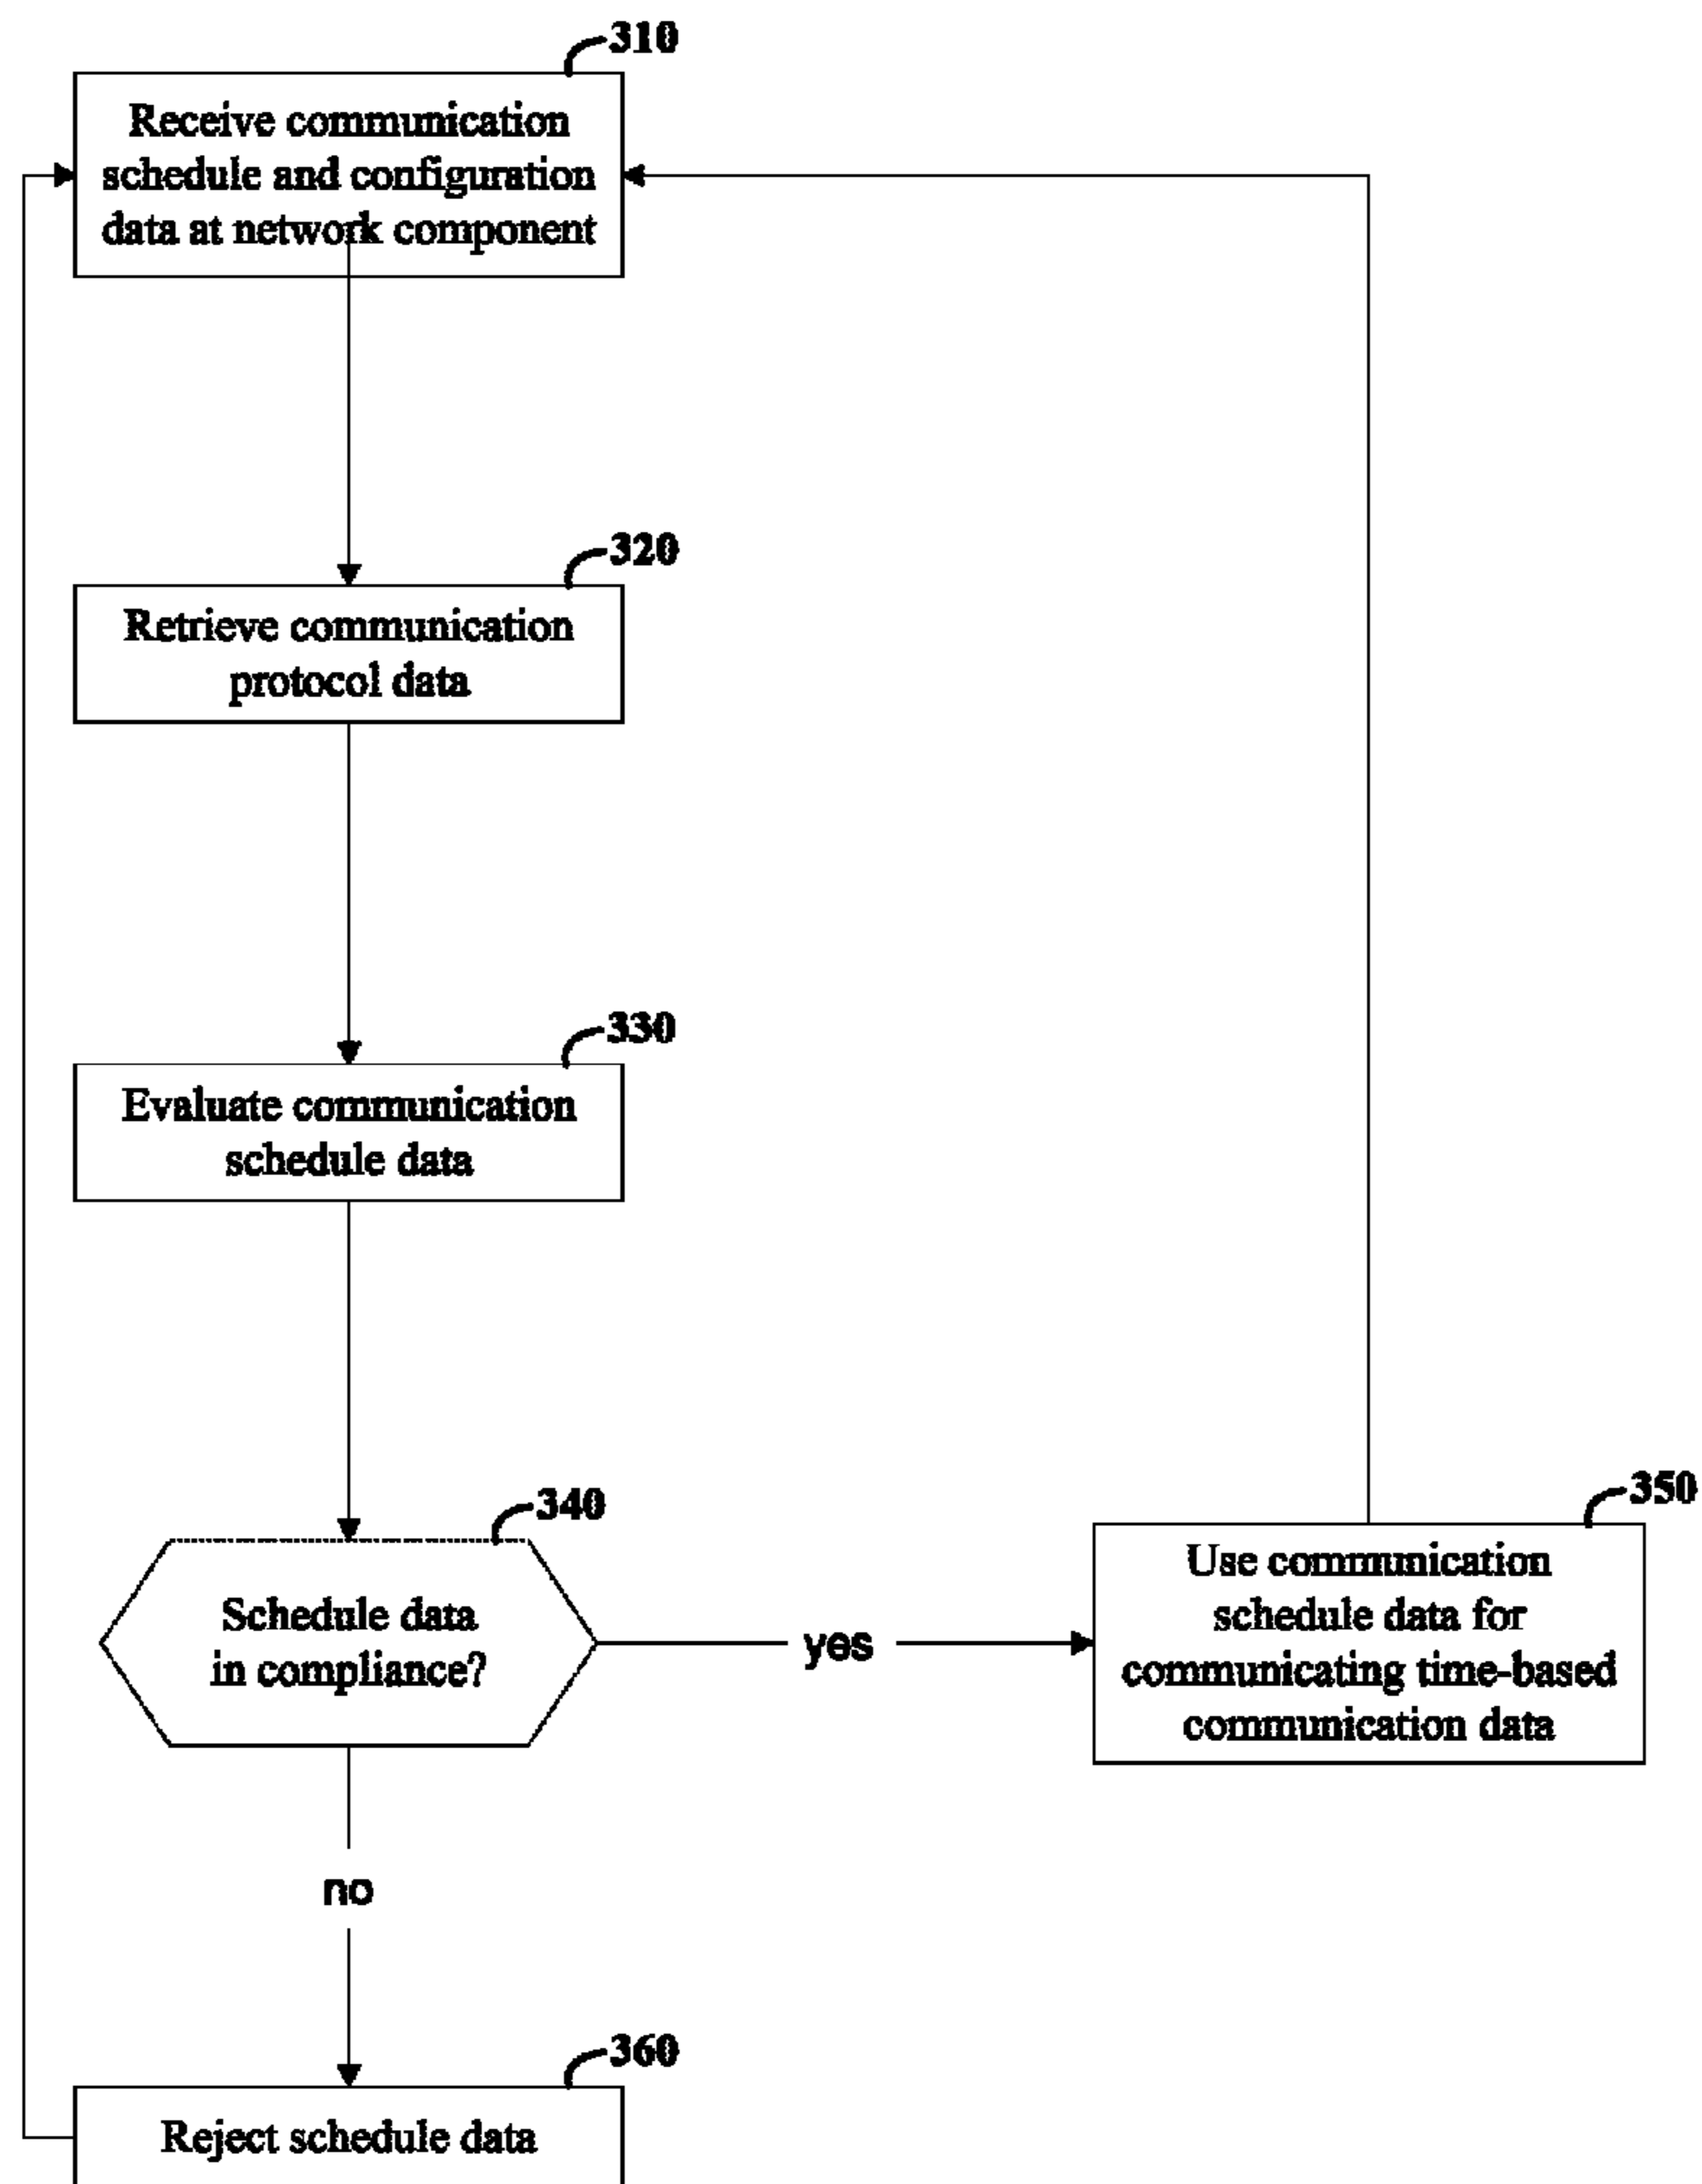 310
Receive communication
schedule and configuration
data at network component
320
Retrieve communication
protocol data
330
Evaluate communication
schedule data
340
Schedule data
in compliance?
yes
350
Use communication
schedule data for
communicating time-based
communication data
no
360
Reject schedule data